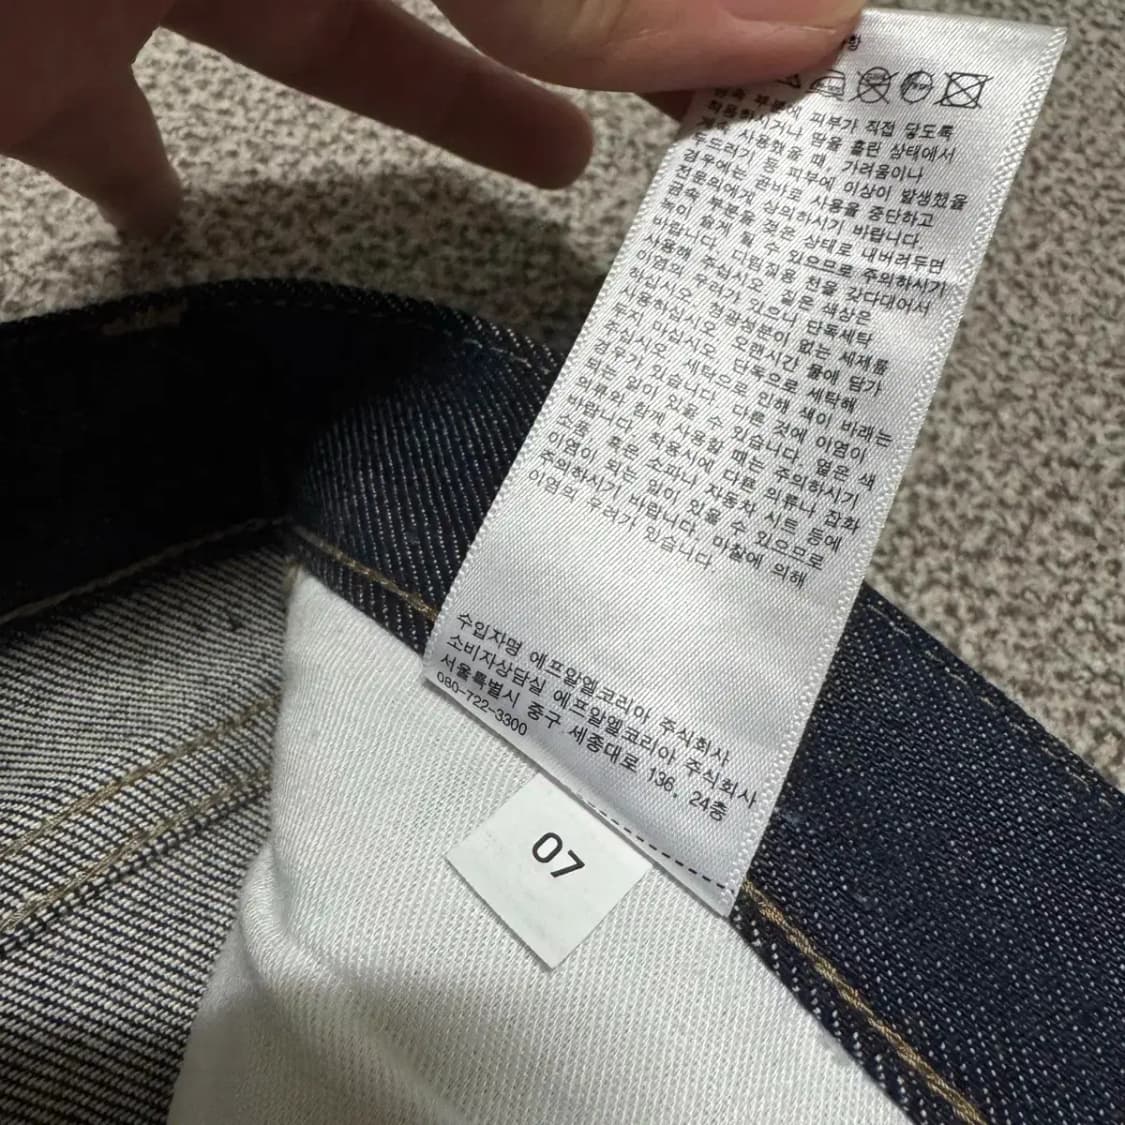 항
금속 부분에 피부가 직접 닿도록
착용하시거나 땀을 흘린 상태에서
계속 사용했을 때, 가려움이나
두드러기 등 피부에 이상이 발생했을
경우에는 곧바로 사용을 중단하고
전문의에게 상의하시기 바랍니다.
금속 부분을 젖은 상태로 내버려두면
녹이 슬게 될 수 있으므로 주의하시기
바랍니다. 다림질용 천을 갖다대어서
사용해 주십시오 짙은 색상은
이염의 우려가 있으니 단독세탁
하십시오. 형광성분이 없는 세제를
사용하십시오 오랜시간 물에 담가
두지 마십시오 단독으로 세탁해
주십시오 세탁으로 인해 색이 바래는
경우가 있습니다. 다른 것에 이염이
되는 일이 있을 수 있습니다. 옅은 색
의류와 함께 사용할 때는 주의하시기
바랍니다. 착용시에 다른 의류나 잡화
소품, 혹은 소파나 자동차 시트 등에
이염이 되는 일이 있을 수 있으므로
주의하시기 바랍니다. 마찰에 의해
이염의 우려가 있습니다
수입자명 에프알엘코리아 주식회사
소비자상담실 에프알엘코리아 주식회사
서울특별시 중구 세종대로 136, 24층
080-722-3300
07